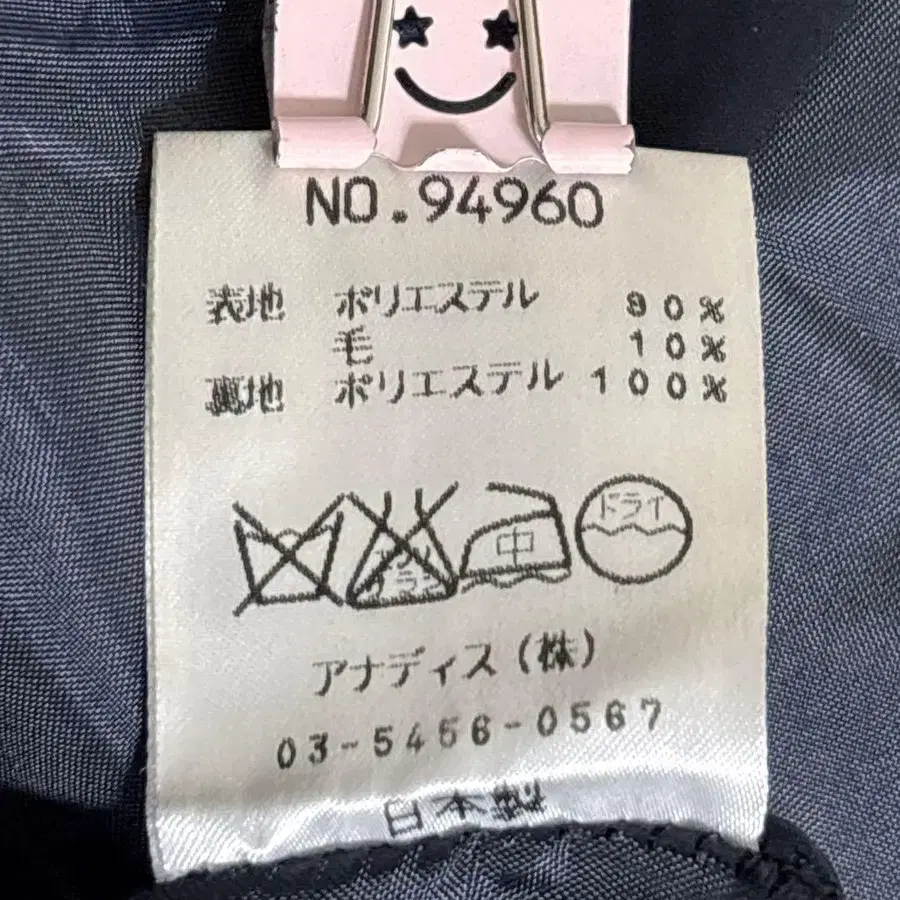 NO.94960
表地 ポリエステル 90%
毛 10%
裏地 ポリエステル 100%
中 ドライ
アナディス(株)
03-5456-0567
日本製